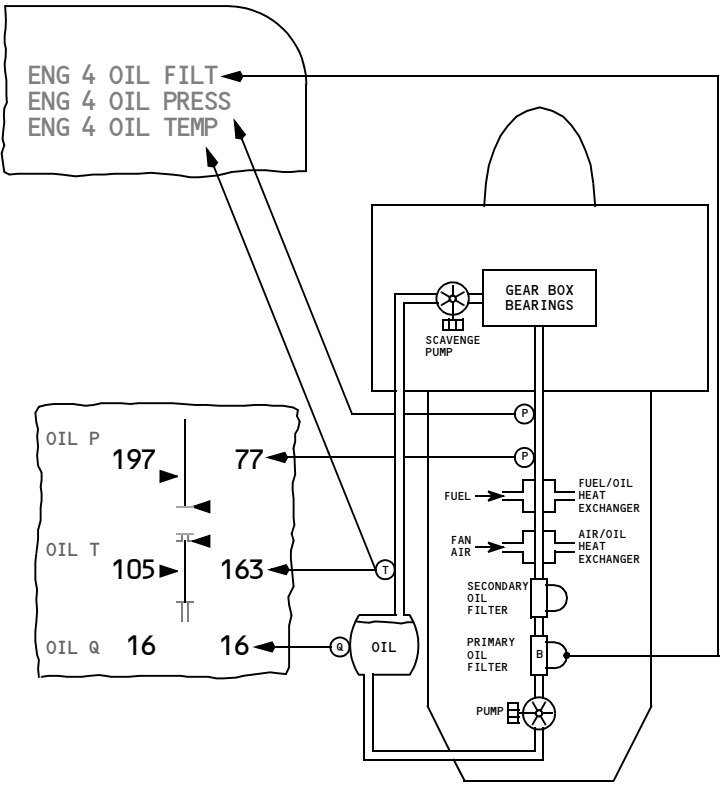 ENG 4 OIL FILT
ENG 4 OIL PRESS
ENG 4 OIL TEMP
GEAR BOX
BEARINGS
SCAVENGE
PUMP
OIL P
197
77
P
P
FUEL
FUEL/OIL
HEAT
EXCHANGER
FAN
AIR
AIR/OIL
HEAT
EXCHANGER
OIL T
105
163
T
SECONDARY
OIL
FILTER
OIL Q
16
16
Q
OIL
PRIMARY
OIL
FILTER
B
PUMP